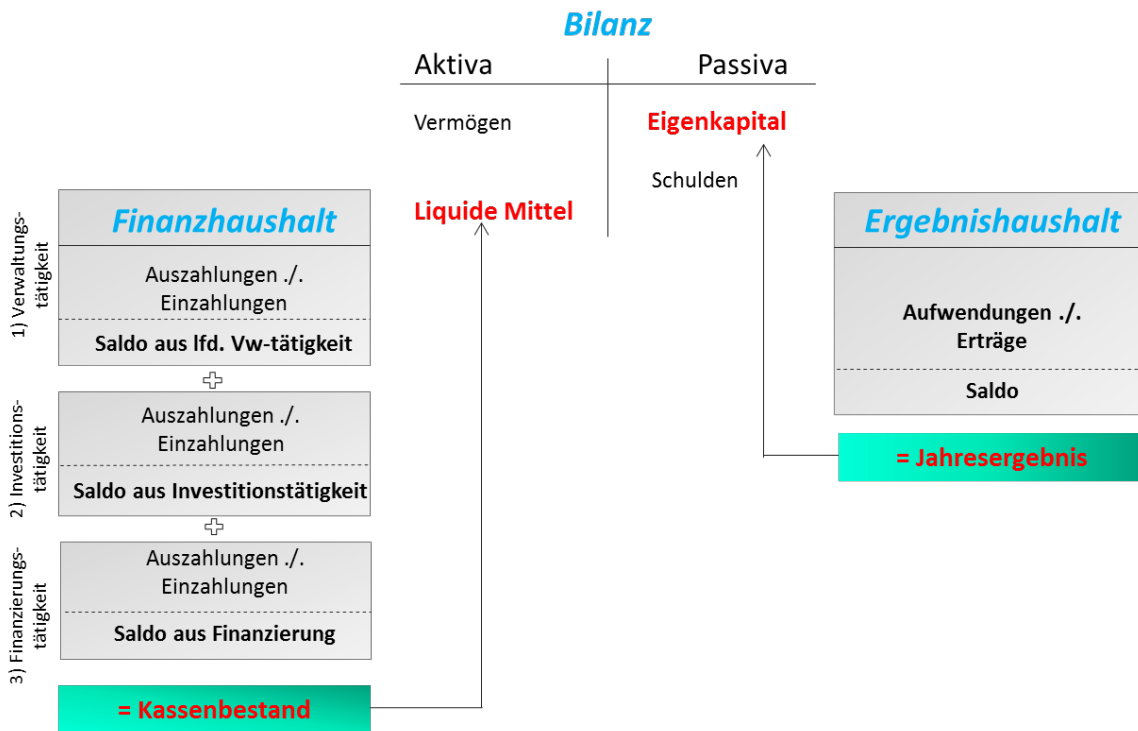 Bilanz
Aktiva
Passiva
Vermögen
Eigenkapital
Schulden
Liquide Mittel
1) Verwaltungs-
tätigkeit
Finanzhaushalt
Auszahlungen ./.
Einzahlungen
Saldo aus lfd. Vw-tätigkeit
2) Investitions-
tätigkeit
Auszahlungen ./.
Einzahlungen
Saldo aus Investitionstätigkeit
3) Finanzierungs-
tätigkeit
Auszahlungen ./.
Einzahlungen
Saldo aus Finanzierung
= Kassenbestand
Ergebnishaushalt
Aufwendungen ./.
Erträge
Saldo
= Jahresergebnis